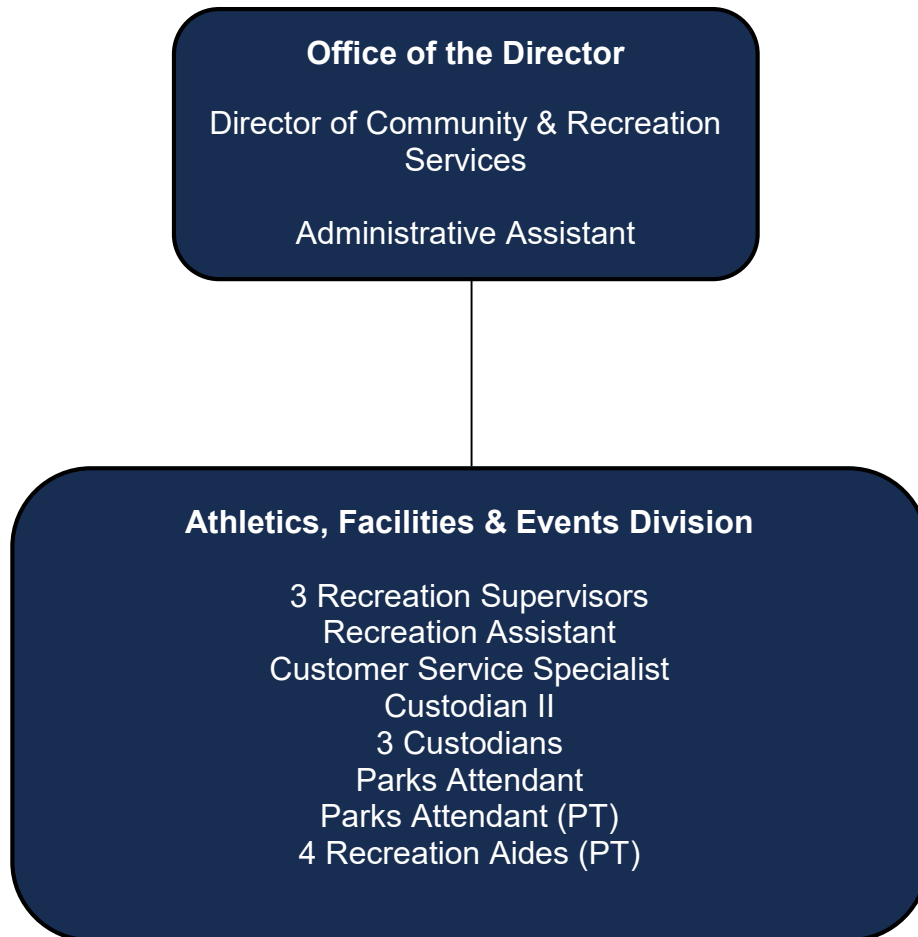 Office of the Director
Director of Community & Recreation
Services
Administrative Assistant
Athletics, Facilities & Events Division
3 Recreation Supervisors
Recreation Assistant
Customer Service Specialist
Custodian II
3 Custodians
Parks Attendant
Parks Attendant (PT)
4 Recreation Aides (PT)